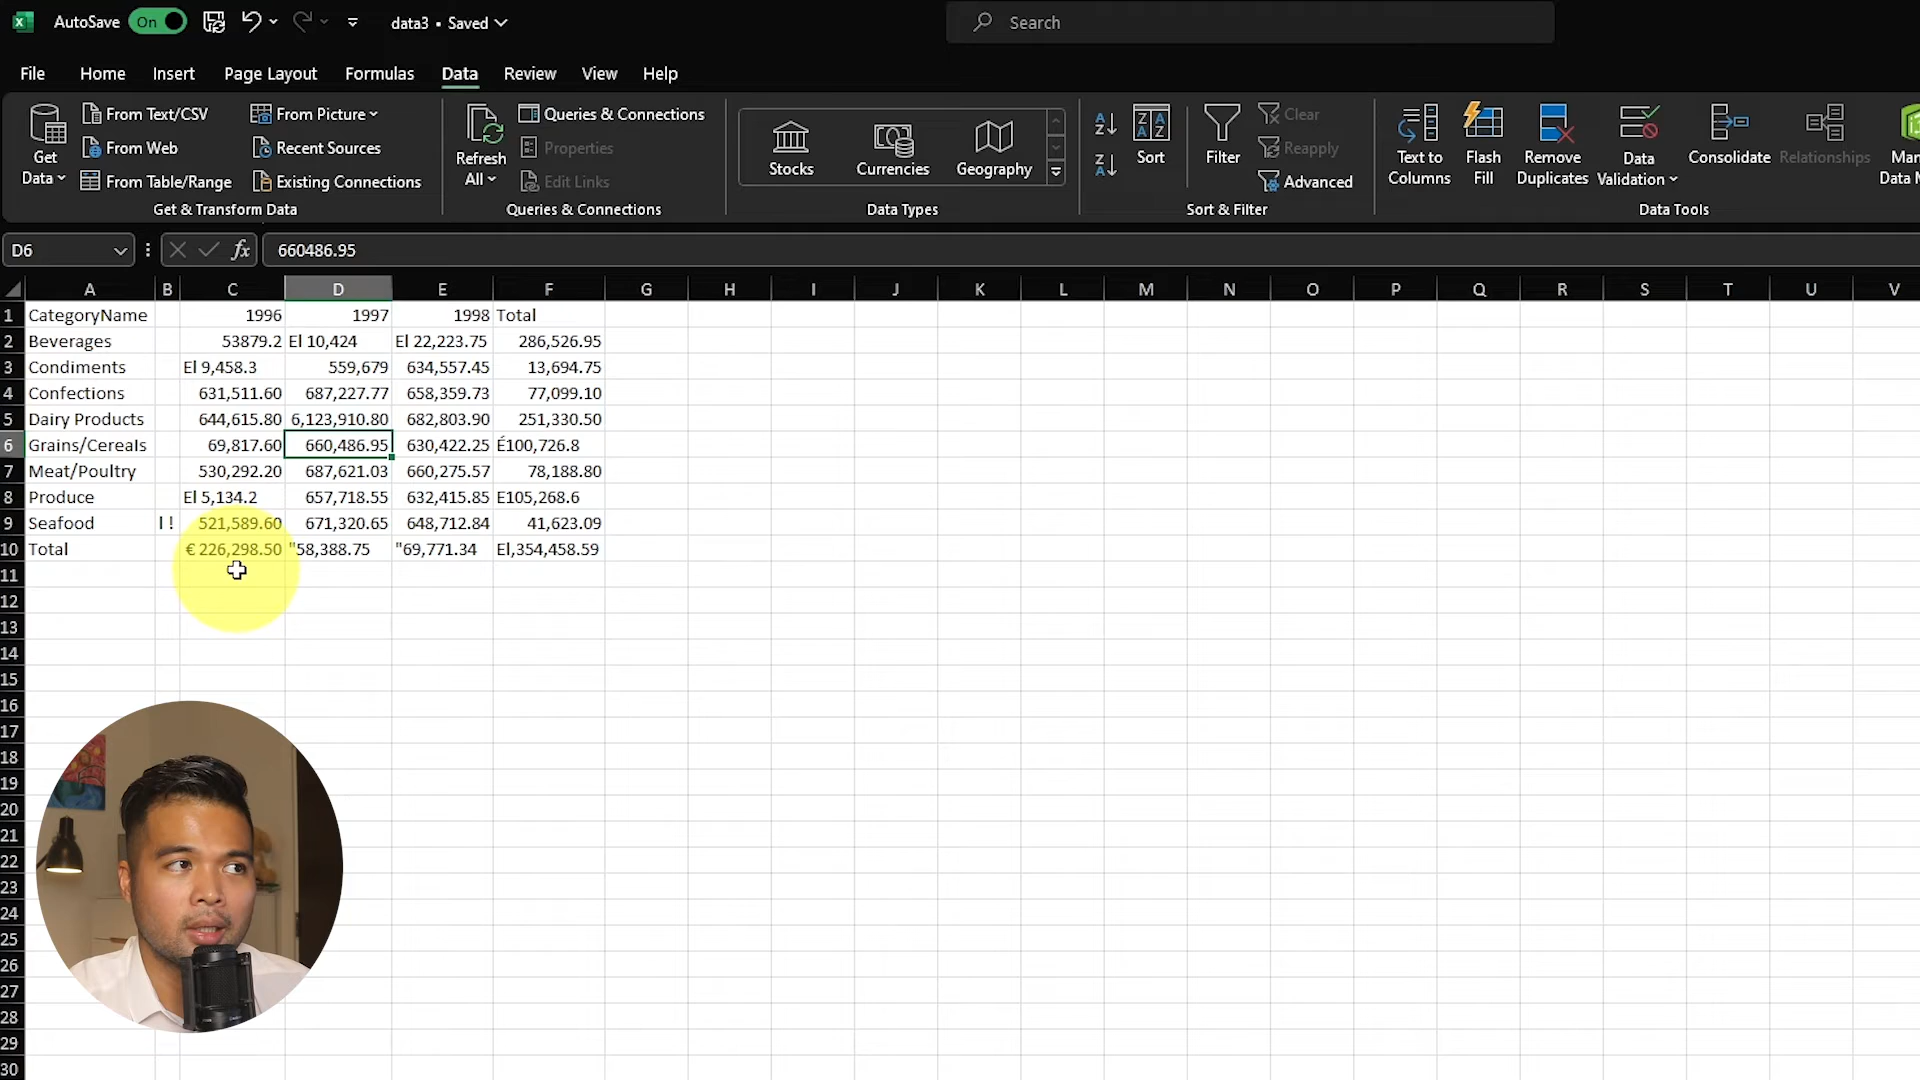 AutoSave On data3 • Saved Search
File Home Insert Page Layout Formulas Data Review View Help
Get Data
From Text/CSV
From Web
From Table/Range
From Picture
Recent Sources
Existing Connections
Get & Transform Data
Refresh All
Queries & Connections
Properties
Edit Links
Queries & Connections
Stocks Currencies Geography
Data Types
Sort
Filter
Clear
Reapply
Advanced
Sort & Filter
Text to Columns
Flash Fill
Remove Duplicates
Data Validation
Consolidate
Relationships
Data Tools
D6 fx 660486.95
A B C D E F G H I J K L M N O P Q R S T U V
1 CategoryName 1996 1997 1998 Total
2 Beverages 53879.2 El 10,424 El 22,223.75 286,526.95
3 Condiments El 9,458.3 559,679 634,557.45 13,694.75
4 Confections 631,511.60 687,227.77 658,359.73 77,099.10
5 Dairy Products 644,615.80 6,123,910.80 682,803.90 251,330.50
6 Grains/Cereals 69,817.60 660,486.95 630,422.25 É100,726.8
7 Meat/Poultry 530,292.20 687,621.03 660,275.57 78,188.80
8 Produce El 5,134.2 657,718.55 632,415.85 E105,268.6
9 Seafood I ! 521,589.60 671,320.65 648,712.84 41,623.09
10 Total € 226,298.50 "58,388.75 "69,771.34 El,354,458.59
11
12
13
14
15
16
17
18
19
20
21
22
23
24
25
26
27
28
29
30